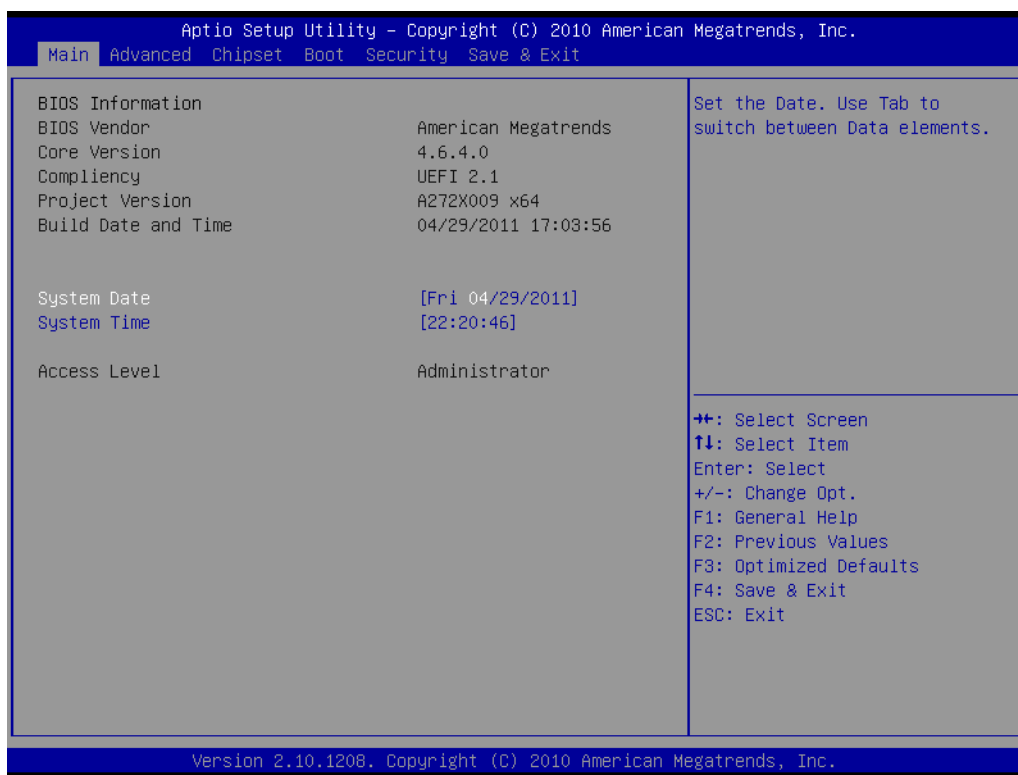 Aptio Setup Utility – Copyright (C) 2010 American Megatrends, Inc.
Main Advanced Chipset Boot Security Save & Exit
BIOS Information
BIOS Vendor American Megatrends
Core Version 4.6.4.0
Compliency UEFI 2.1
Project Version A272X009 x64
Build Date and Time 04/29/2011 17:03:56
System Date [Fri 04/29/2011]
System Time [22:20:46]
Access Level Administrator
Set the Date. Use Tab to
switch between Data elements.
→←: Select Screen
↑↓: Select Item
Enter: Select
+/-: Change Opt.
F1: General Help
F2: Previous Values
F3: Optimized Defaults
F4: Save & Exit
ESC: Exit
Version 2.10.1208. Copyright (C) 2010 American Megatrends, Inc.